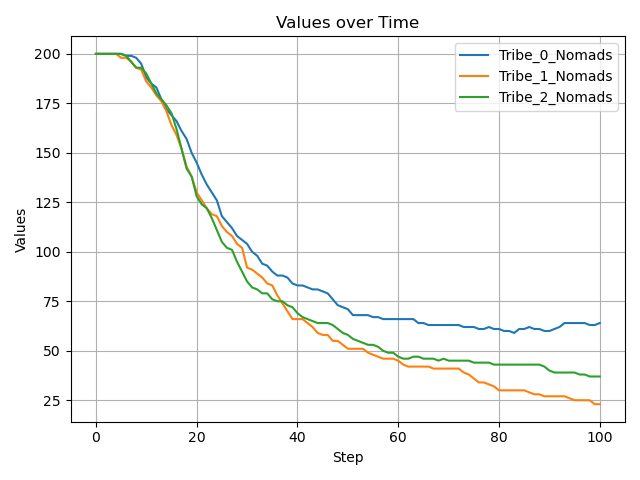 Values over Time
Tribe_0_Nomads
Tribe_1_Nomads
Tribe_2_Nomads
Values
200
175
150
125
100
75
50
25
0 20 40 60 80 100
Step